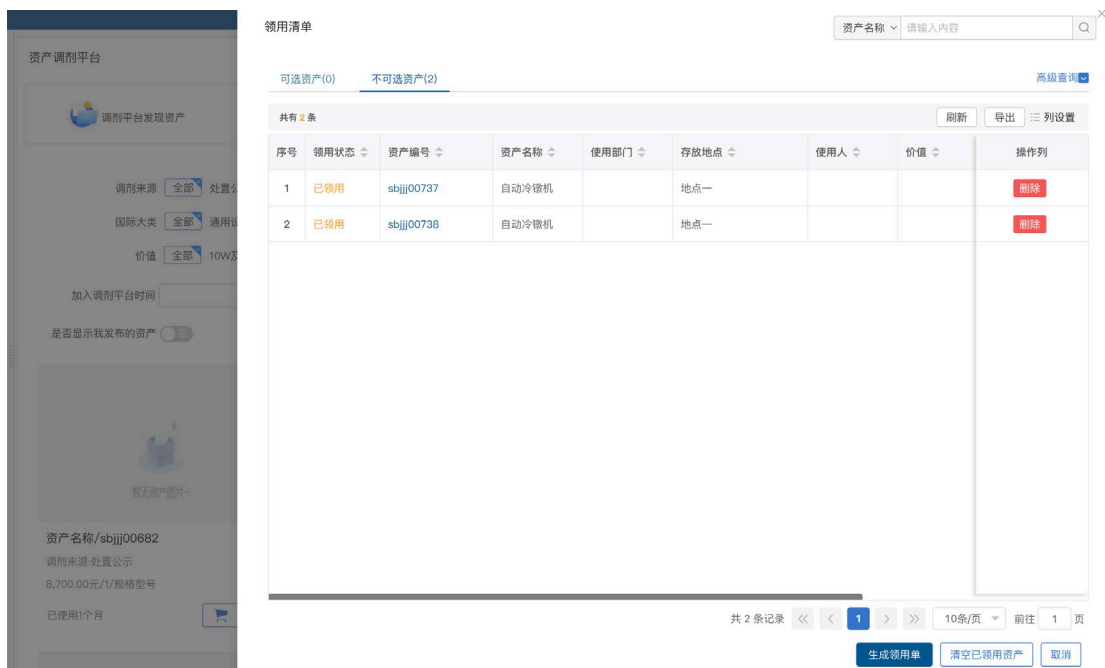 领用清单
资产名称 请输入内容
资产调剂平台
可选资产(0) 不可选资产(2) 高级查询
调剂平台发现资产
共有 2 条 刷新 导出 列设置
序号 领用状态 资产编号 资产名称 使用部门 存放地点 使用人 价值 操作列
调剂来源 全部 处置公
1 已领用 sbjjj00737 自动冷镦机 地点一 删除
国际大类 全部 通用设
2 已领用 sbjjj00738 自动冷镦机 地点一 删除
价值 全部 10W及
加入调剂平台时间
是否显示我发布的资产
暂无资产图片~
资产名称/sbjjj00682
调剂来源:处置公示
8,700.00元/1/规格型号
已使用1个月
共 2 条记录 1 10条/页 前往 1 页
生成领用单 清空已领用资产 取消